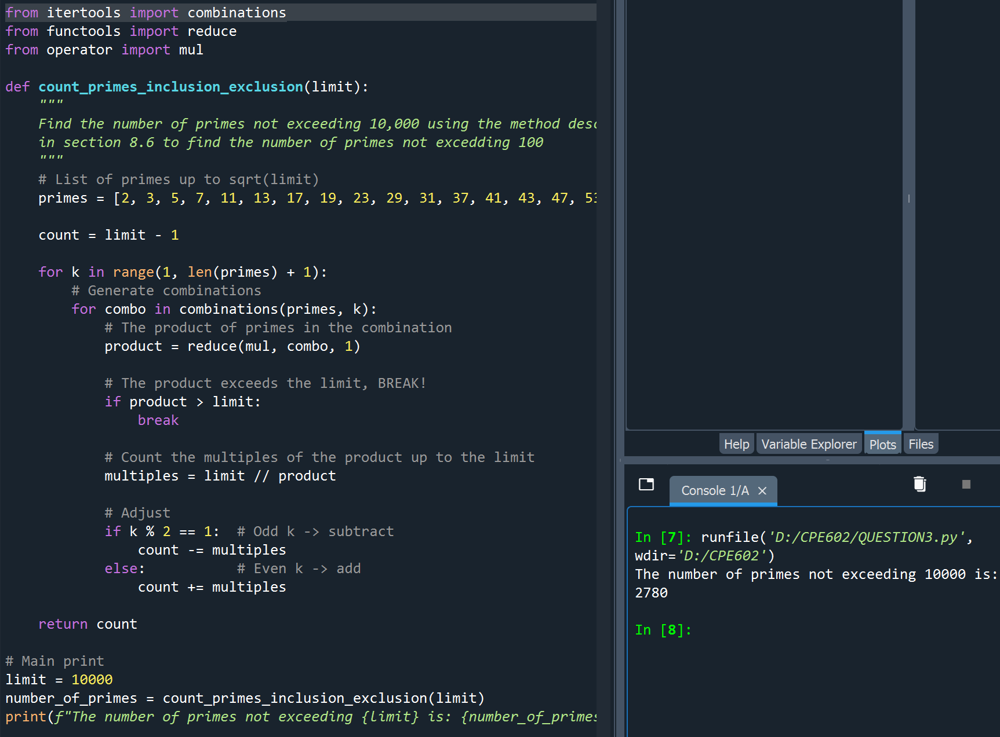 from itertools import combinations
from functools import reduce
from operator import mul
def count_primes_inclusion_exclusion(limit):
"""
Find the number of primes not exceeding 10,000 using the method desc
in section 8.6 to find the number of primes not excedding 100
"""
# List of primes up to sqrt(limit)
primes = [2, 3, 5, 7, 11, 13, 17, 19, 23, 29, 31, 37, 41, 43, 47, 53
count = limit - 1
for k in range(1, len(primes) + 1):
# Generate combinations
for combo in combinations(primes, k):
# The product of primes in the combination
product = reduce(mul, combo, 1)
# The product exceeds the limit, BREAK!
if product > limit:
break
# Count the multiples of the product up to the limit
multiples = limit // product
# Adjust
if k % 2 == 1:  # Odd k -> subtract
count -= multiples
else:           # Even k -> add
count += multiples
return count
# Main print
limit = 10000
number_of_primes = count_primes_inclusion_exclusion(limit)
print(f"The number of primes not exceeding {limit} is: {number_of_primes
Help Variable Explorer Plots Files
Console 1/A
In [7]: runfile('D:/CPE602/QUESTION3.py',
wdir='D:/CPE602')
The number of primes not exceeding 10000 is:
2780
In [8]: